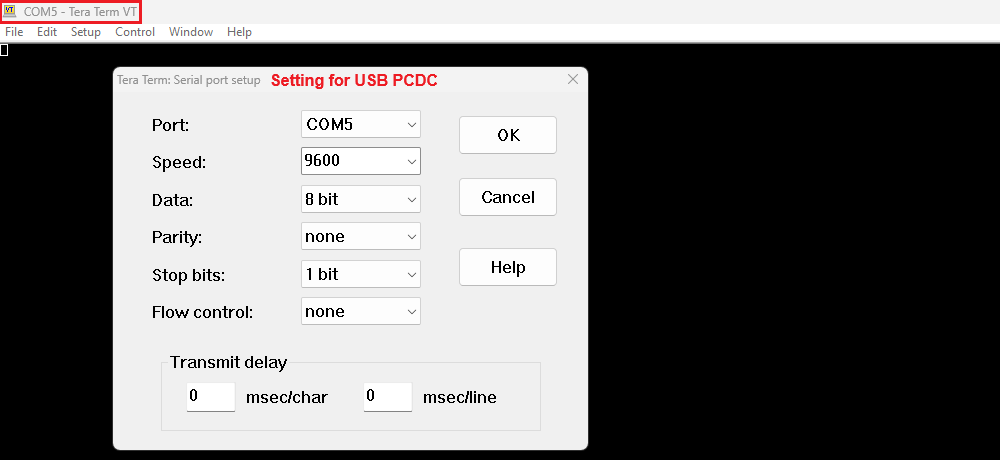 COM5 - Tera Term VT
File Edit Setup Control Window Help
Tera Term: Serial port setup Setting for USB PCDC
Port: COM5 OK
Speed: 9600
Data: 8 bit Cancel
Parity: none
Stop bits: 1 bit Help
Flow control: none
Transmit delay
0 msec/char 0 msec/line